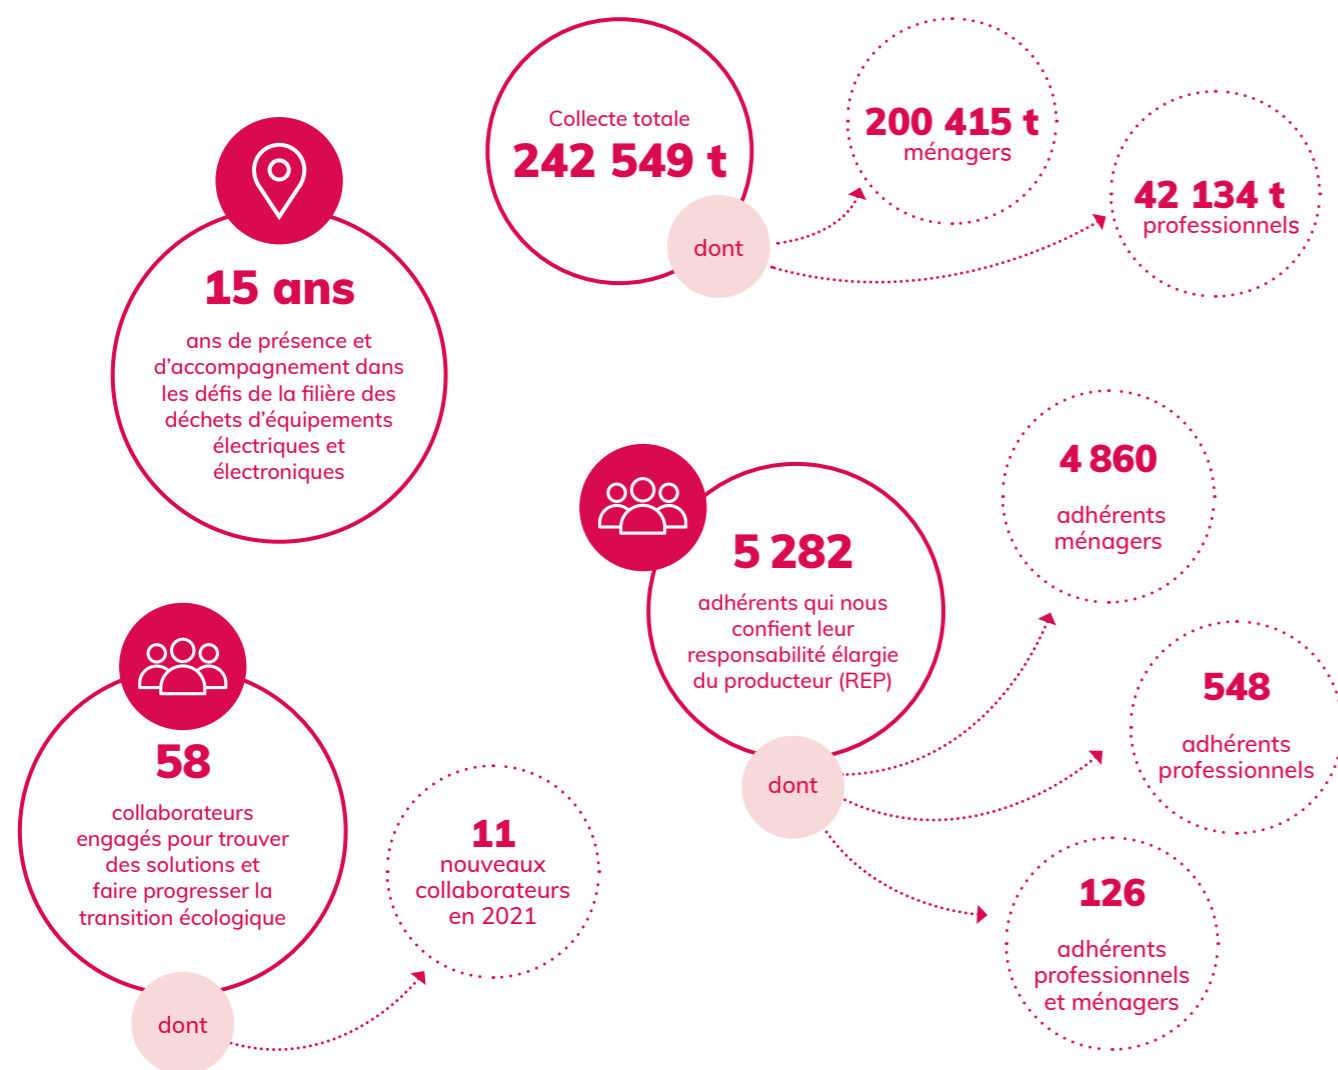 Collecte totale
242 549 t
dont
200 415 t
ménagers
42 134 t
professionnels
15 ans
ans de présence et
d’accompagnement dans
les défis de la filière des
déchets d’équipements
électriques et
électroniques
5 282
adhérents qui nous
confient leur
responsabilité élargie
du producteur (REP)
dont
4 860
adhérents
ménagers
548
adhérents
professionnels
126
adhérents
professionnels
et ménagers
58
collaborateurs
engagés pour trouver
des solutions et
faire progresser la
transition écologique
dont
11
nouveaux
collaborateurs
en 2021